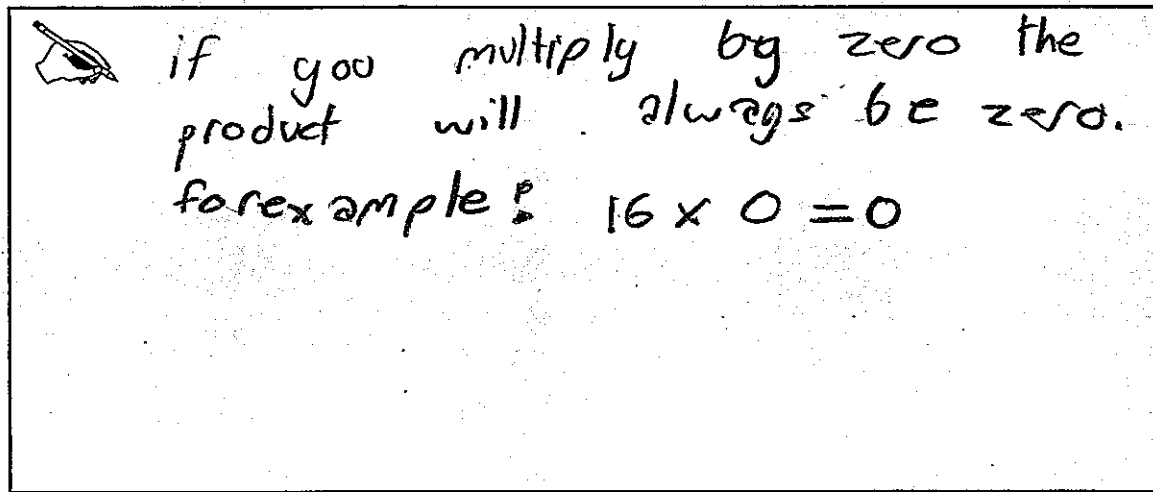 if you multiply by zero the
product will always be zero.
forexample: 16 x 0 = 0